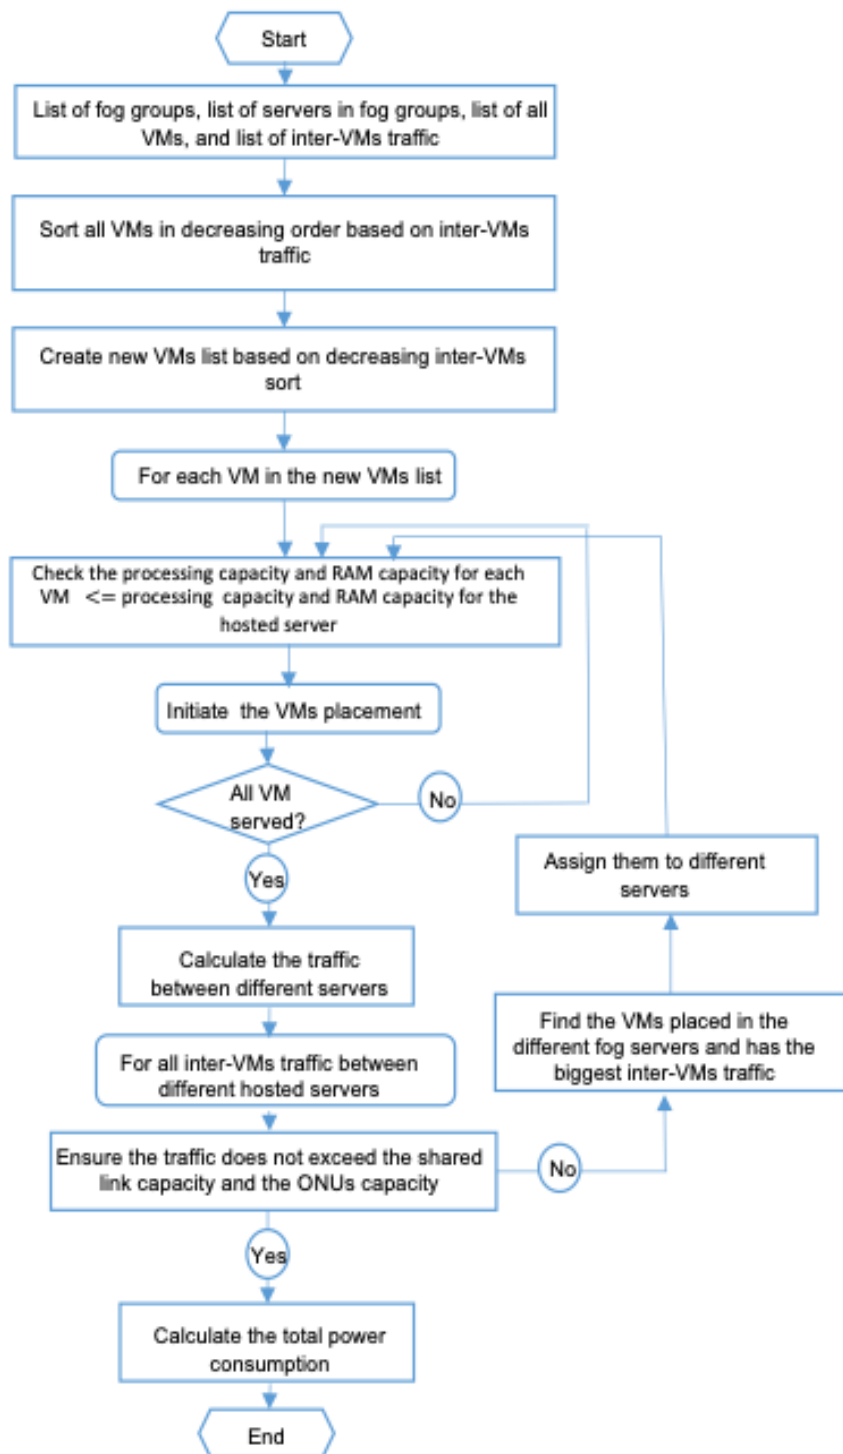 Start
List of fog groups, list of servers in fog groups, list of all
VMs, and list of inter-VMs traffic
Sort all VMs in decreasing order based on inter-VMs
traffic
Create new VMs list based on decreasing inter-VMs
sort
For each VM in the new VMs list
Check the processing capacity and RAM capacity for each
VM <= processing capacity and RAM capacity for the
hosted server
Initiate the VMs placement
All VM
served?
No
Yes
Calculate the traffic
between different servers
For all inter-VMs traffic between
different hosted servers
Ensure the traffic does not exceed the shared
link capacity and the ONUs capacity
No
Find the VMs placed in the
different fog servers and has the
biggest inter-VMs traffic
Assign them to different
servers
Yes
Calculate the total power
consumption
End